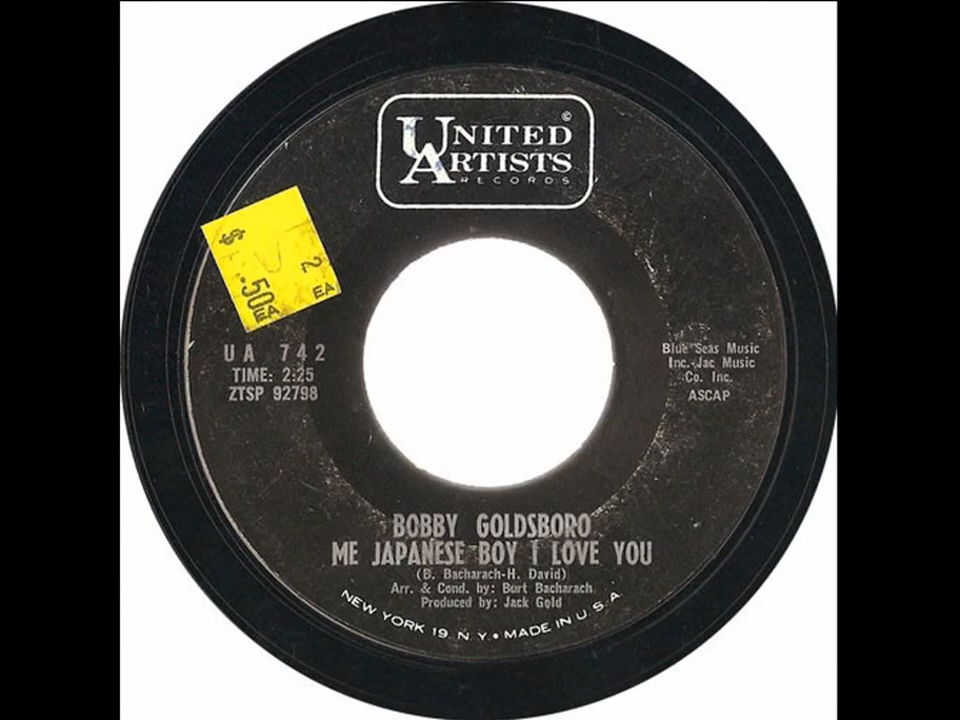 UNITED
ARTISTS
RECORDS
©
$ 2
.50 EA
EA
UA 742
TIME: 2:25
ZTSP 92798
Blue Seas Music
Inc.-Jac Music
Co. Inc.
ASCAP
BOBBY GOLDSBORO
ME JAPANESE BOY I LOVE YOU
(B. Bacharach-H. David)
Arr. & Cond. by: Burt Bacharach
Produced by: Jack Gold
NEW YORK 19, N.Y. • MADE IN U.S.A.